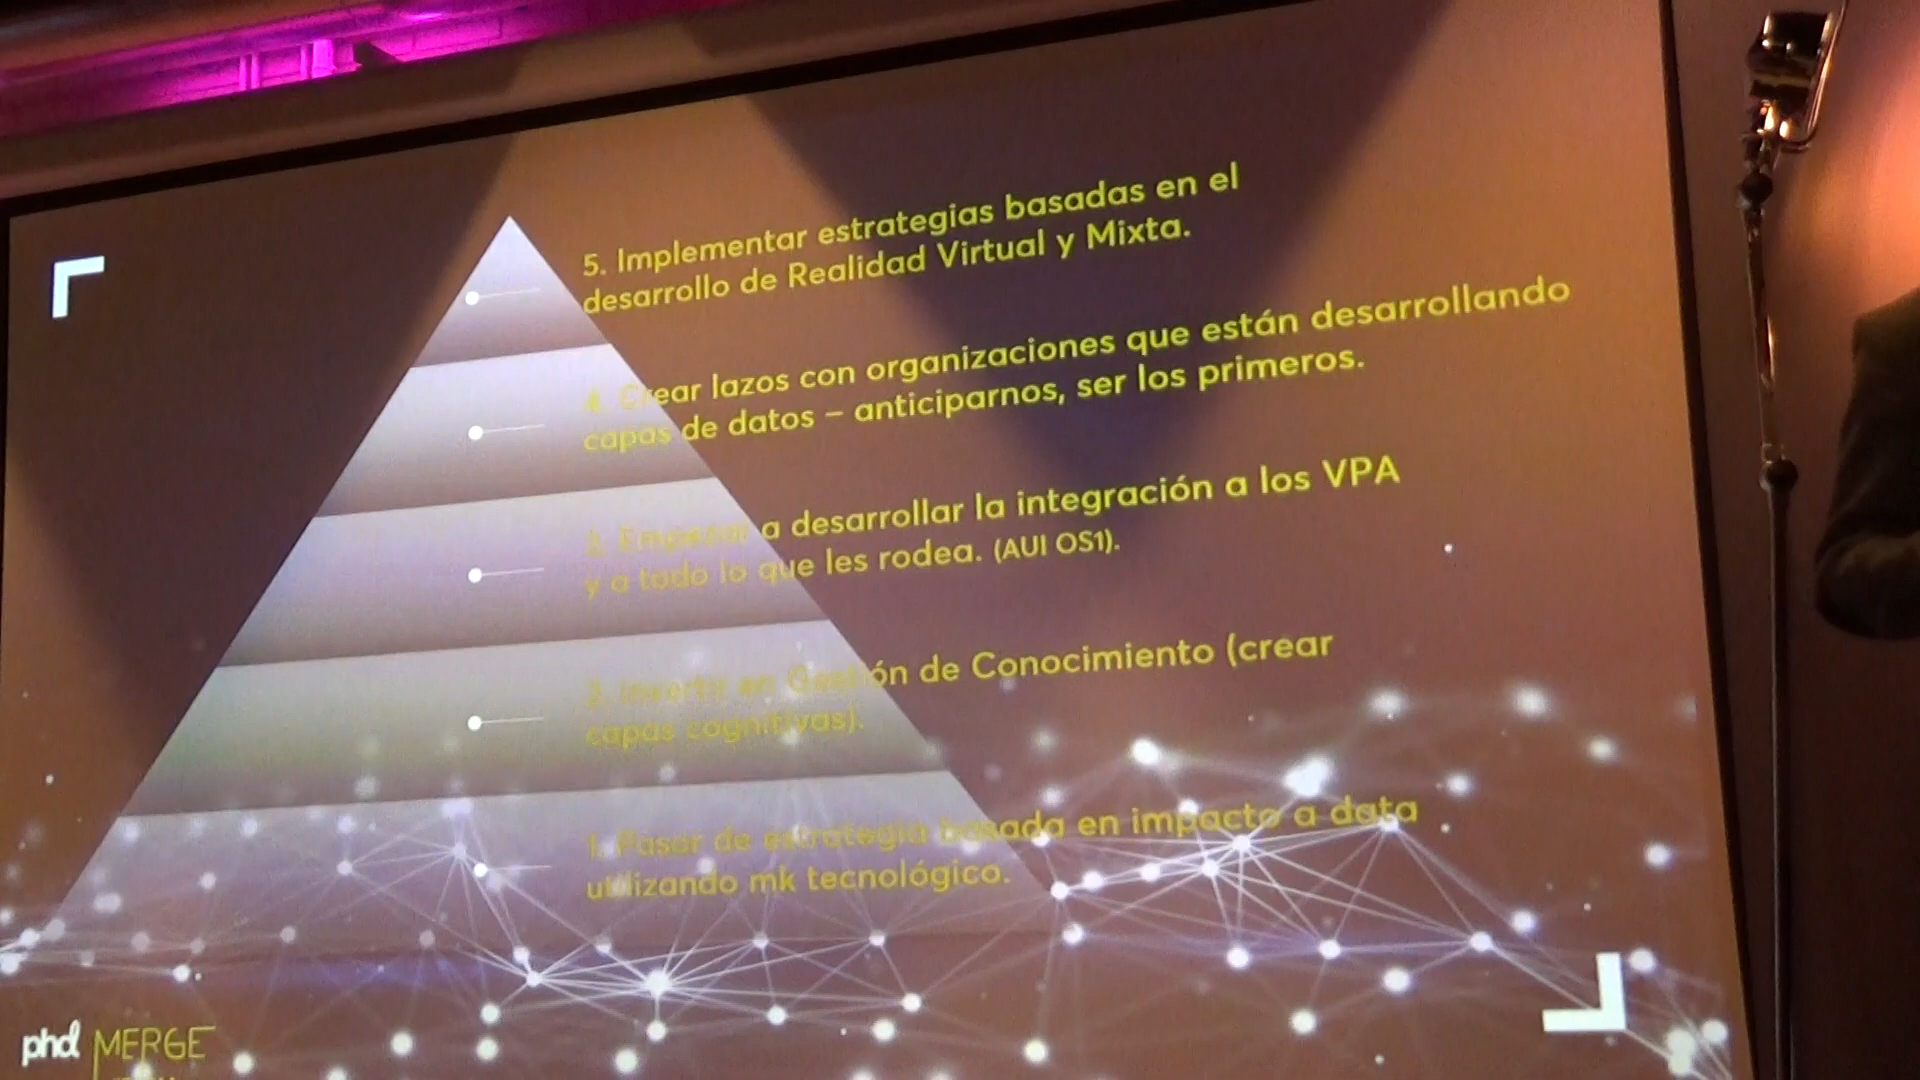 5. Implementar estrategias basadas en el
desarrollo de Realidad Virtual y Mixta.
4. Crear lazos con organizaciones que están desarrollando
capas de datos – anticiparnos, ser los primeros.
3. Empezar a desarrollar la integración a los VPA
y a todo lo que les rodea. (AUI OS1).
2. Invertir en Gestión de Conocimiento (crear
capas cognitivas).
1. Pasar de estrategia basada en impacto a data
utilizando mk tecnológico.
phd MERGE